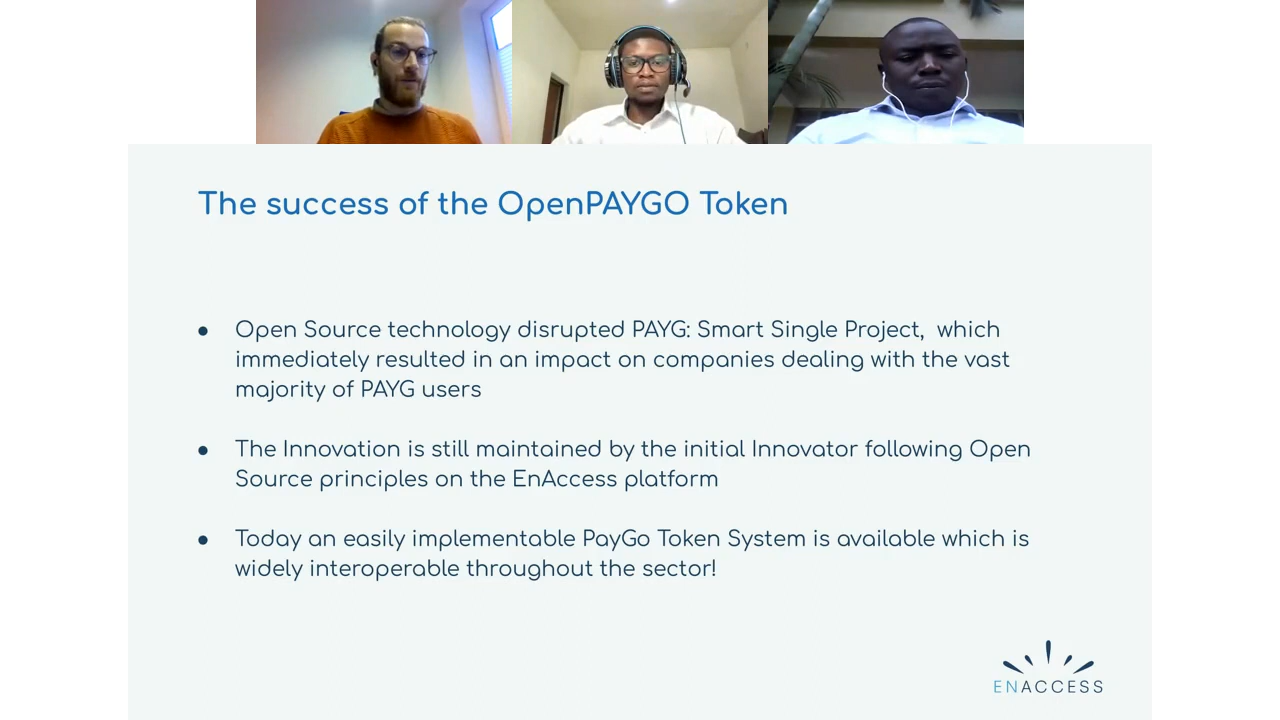 The success of the OpenPAYGO Token
● Open Source technology disrupted PAYG: Smart Single Project,  which
immediately resulted in an impact on companies dealing with the vast
majority of PAYG users
● The Innovation is still maintained by the initial Innovator following Open
Source principles on the EnAccess platform
● Today an easily implementable PayGo Token System is available which is
widely interoperable throughout the sector!
ENACCESS